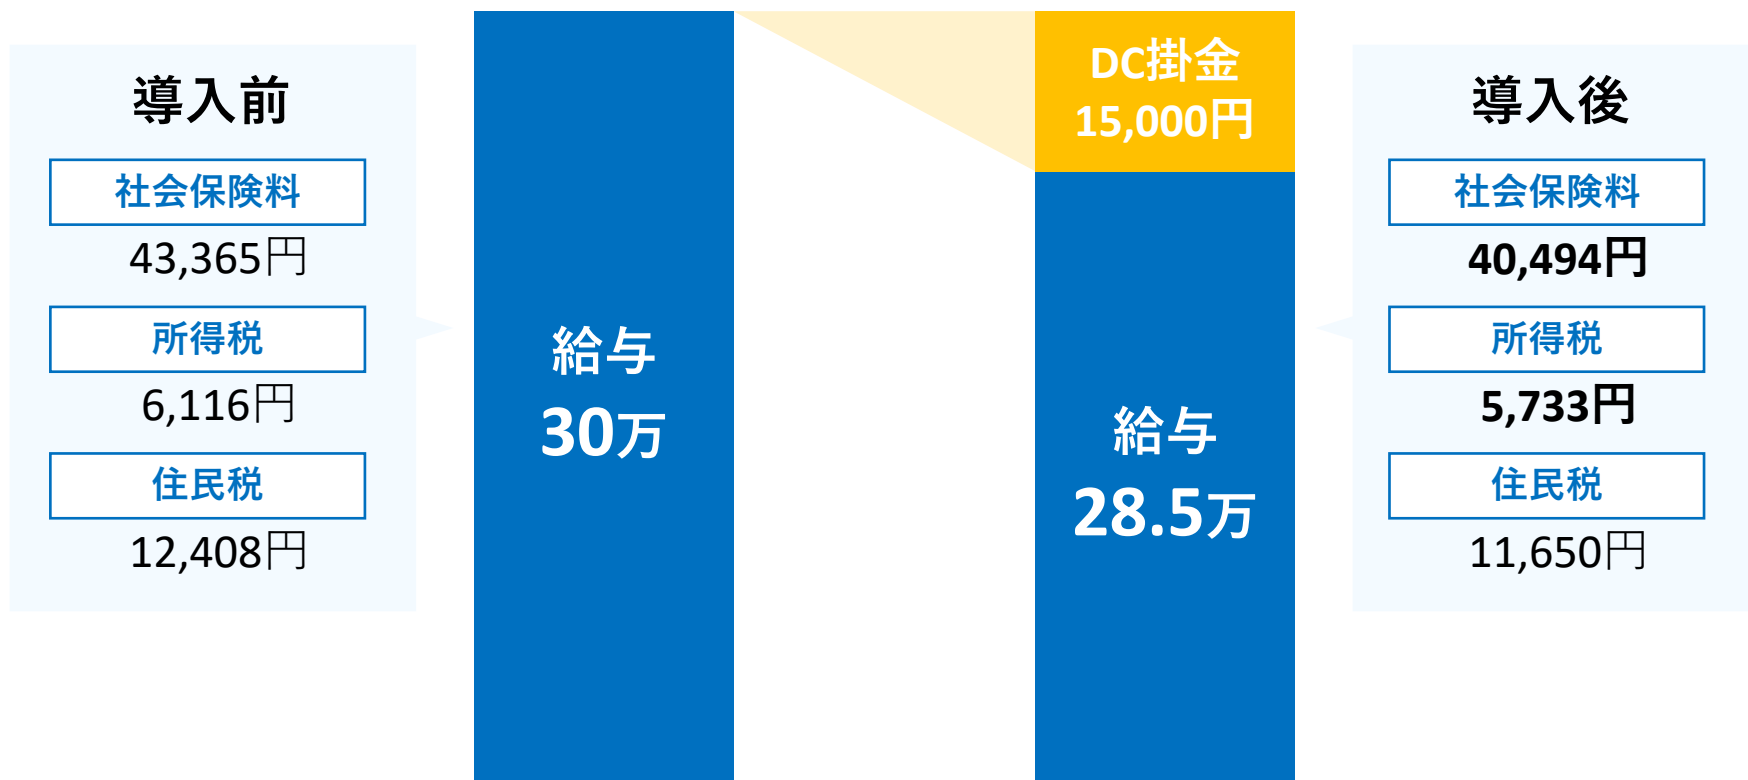 導入前
社会保険料
43,365円
所得税
6,116円
住民税
12,408円
給与
30万
DC掛金
15,000円
給与
28.5万
導入後
社会保険料
40,494円
所得税
5,733円
住民税
11,650円